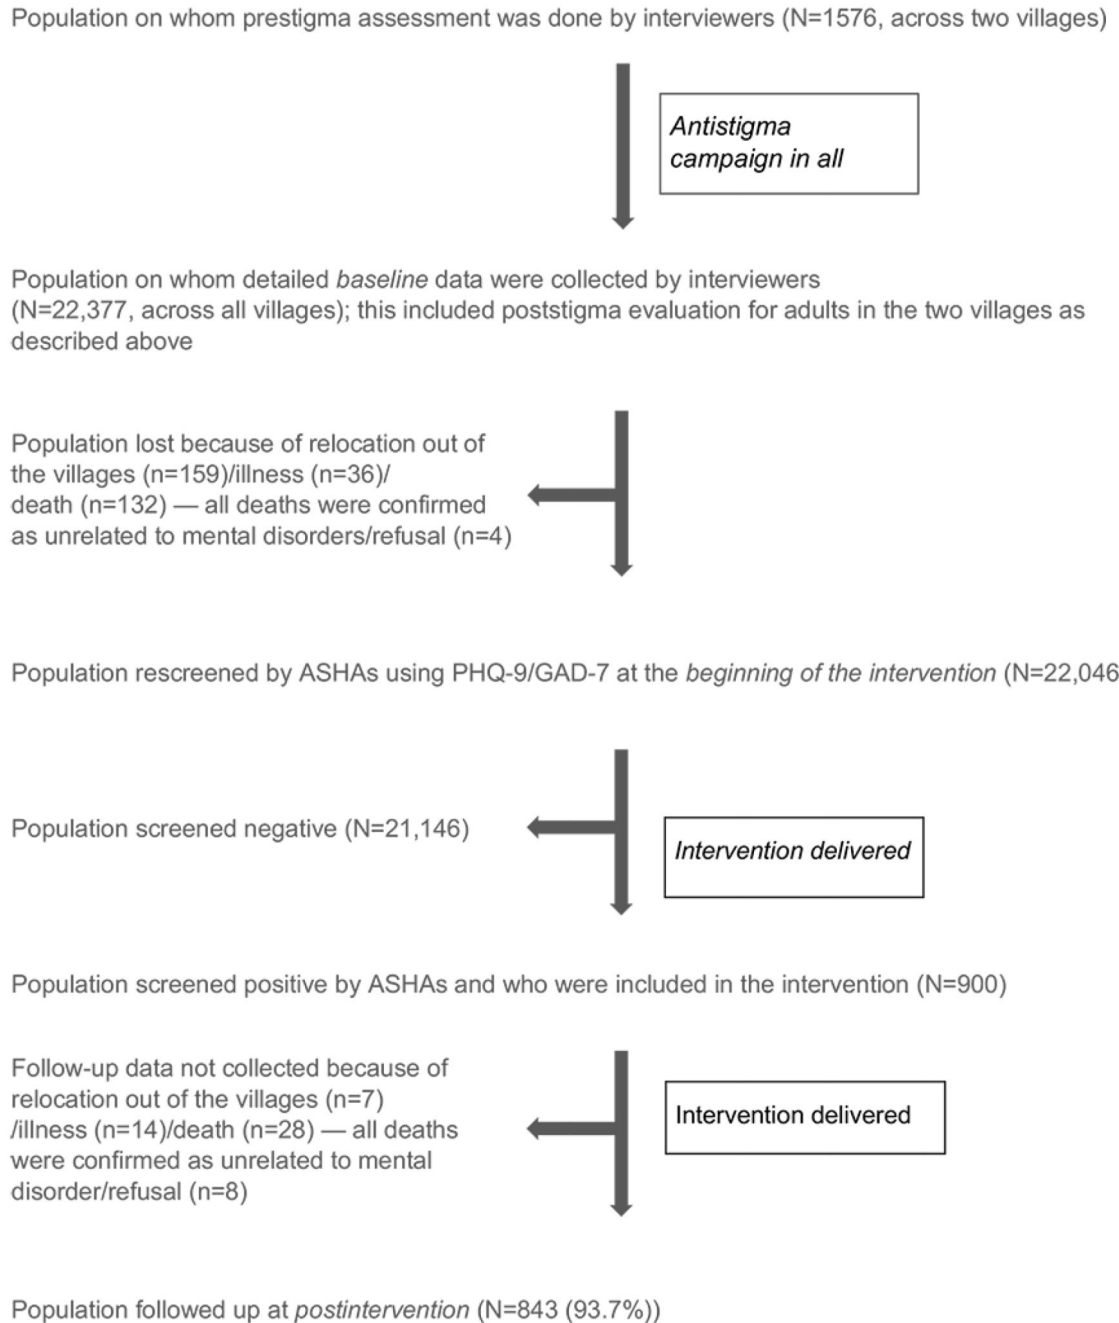 Population on whom prestigma assessment was done by interviewers (N=1576, across two villages)
Antistigma
campaign in all
Population on whom detailed baseline data were collected by interviewers
(N=22,377, across all villages); this included poststigma evaluation for adults in the two villages as
described above
Population lost because of relocation out of
the villages (n=159)/illness (n=36)/
death (n=132) — all deaths were confirmed
as unrelated to mental disorders/refusal (n=4)
Population rescreened by ASHAs using PHQ-9/GAD-7 at the beginning of the intervention (N=22,046
Population screened negative (N=21,146)
Intervention delivered
Population screened positive by ASHAs and who were included in the intervention (N=900)
Follow-up data not collected because of
relocation out of the villages (n=7)
/illness (n=14)/death (n=28) — all deaths
were confirmed as unrelated to mental
disorder/refusal (n=8)
Intervention delivered
Population followed up at postintervention (N=843 (93.7%))